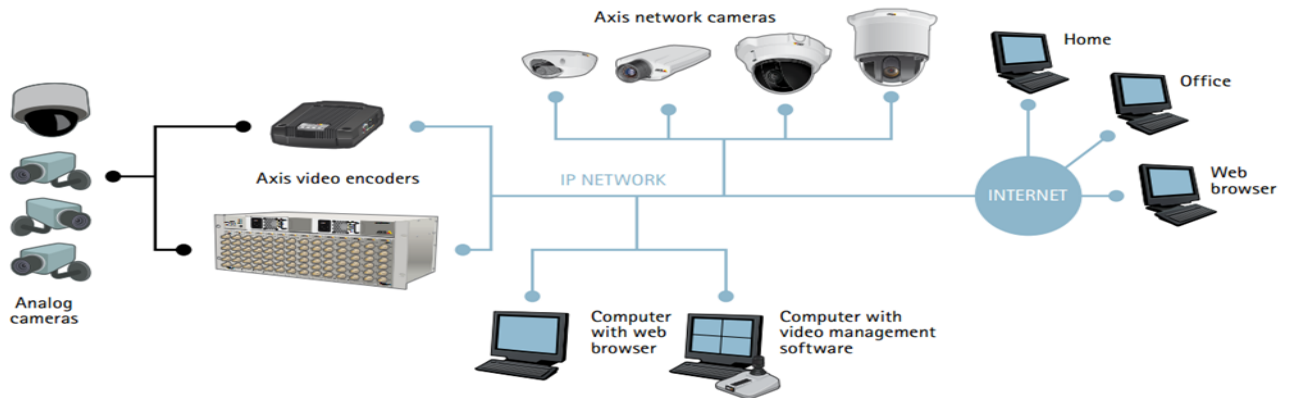 Axis network cameras
Home
Office
Web
browser
INTERNET
IP NETWORK
Axis video encoders
Analog
cameras
Computer
with web
browser
Computer with
video management
software